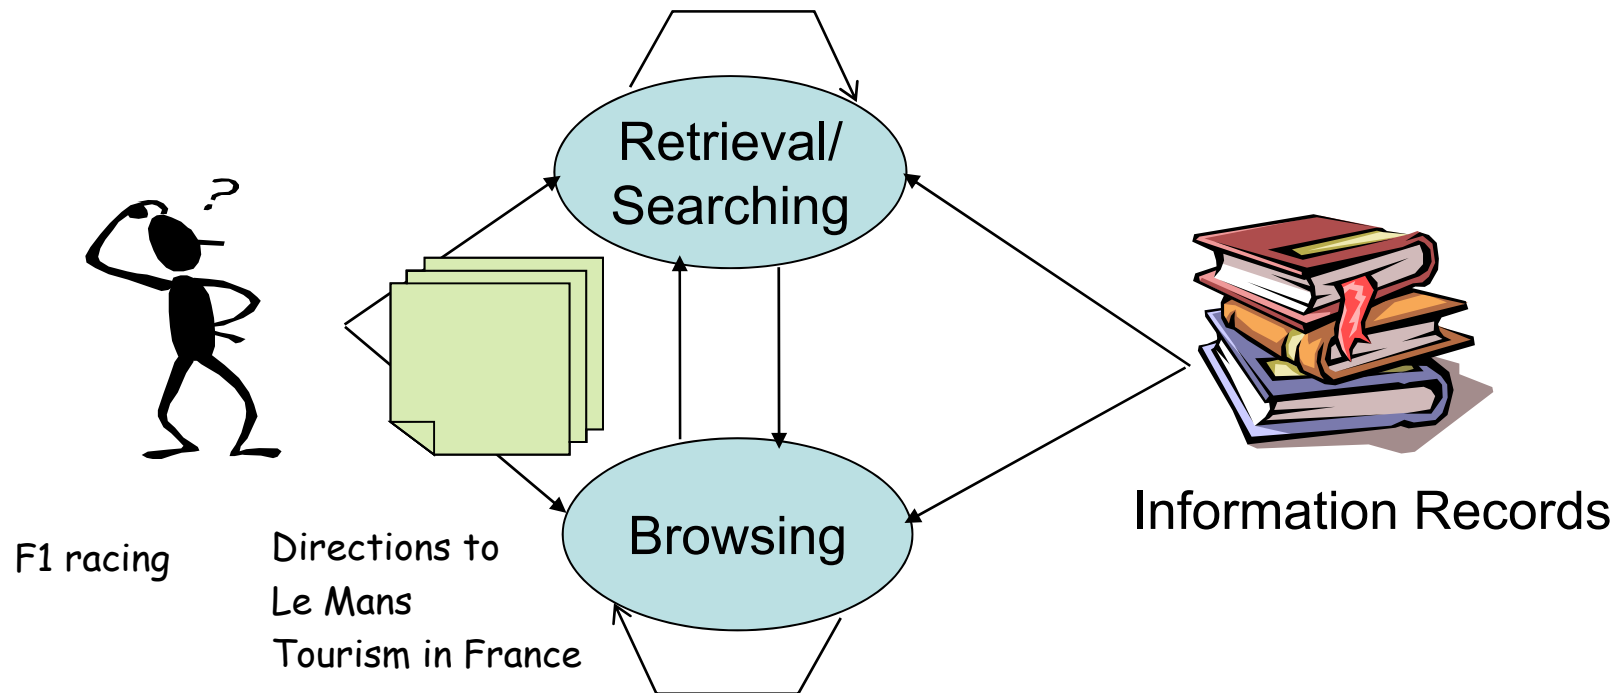 ?
Retrieval/
Searching
Browsing
Information Records
F1 racing
Directions to
Le Mans
Tourism in France